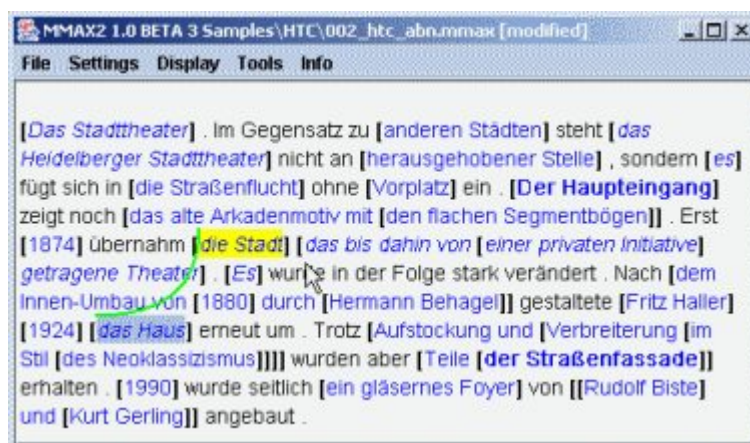 MMAX2 1.0 BETA 3 Samples\HTC\002_htc_abn.mmax [modified]
File Settings Display Tools Info
[Das Stadttheater] . Im Gegensatz zu [anderen Städten] steht [das
Heidelberger Stadttheater] nicht an [herausgehobener Stelle] , sondern [es]
fügt sich in [die Straßenflucht] ohne [Vorplatz] ein . [Der Haupteingang]
zeigt noch [das alte Arkadenmotiv mit [den flachen Segmentbögen]] . Erst
[1874] übernahm [die Stadt] [das bis dahin von [einer privaten Initiative]
getragene Theater] . [Es] wurde in der Folge stark verändert . Nach [dem
Innen-Umbau von [1880] durch [Hermann Behagel]] gestaltete [Fritz Haller]
[1924] [das Haus] erneut um . Trotz [Aufstockung und [Verbreiterung [im
Stil [des Neoklassizismus]]]] wurden aber [Teile [der Straßenfassade]]
erhalten . [1990] wurde seitlich [ein gläsernes Foyer] von [[Rudolf Biste]
und [Kurt Gerling]] angebaut .